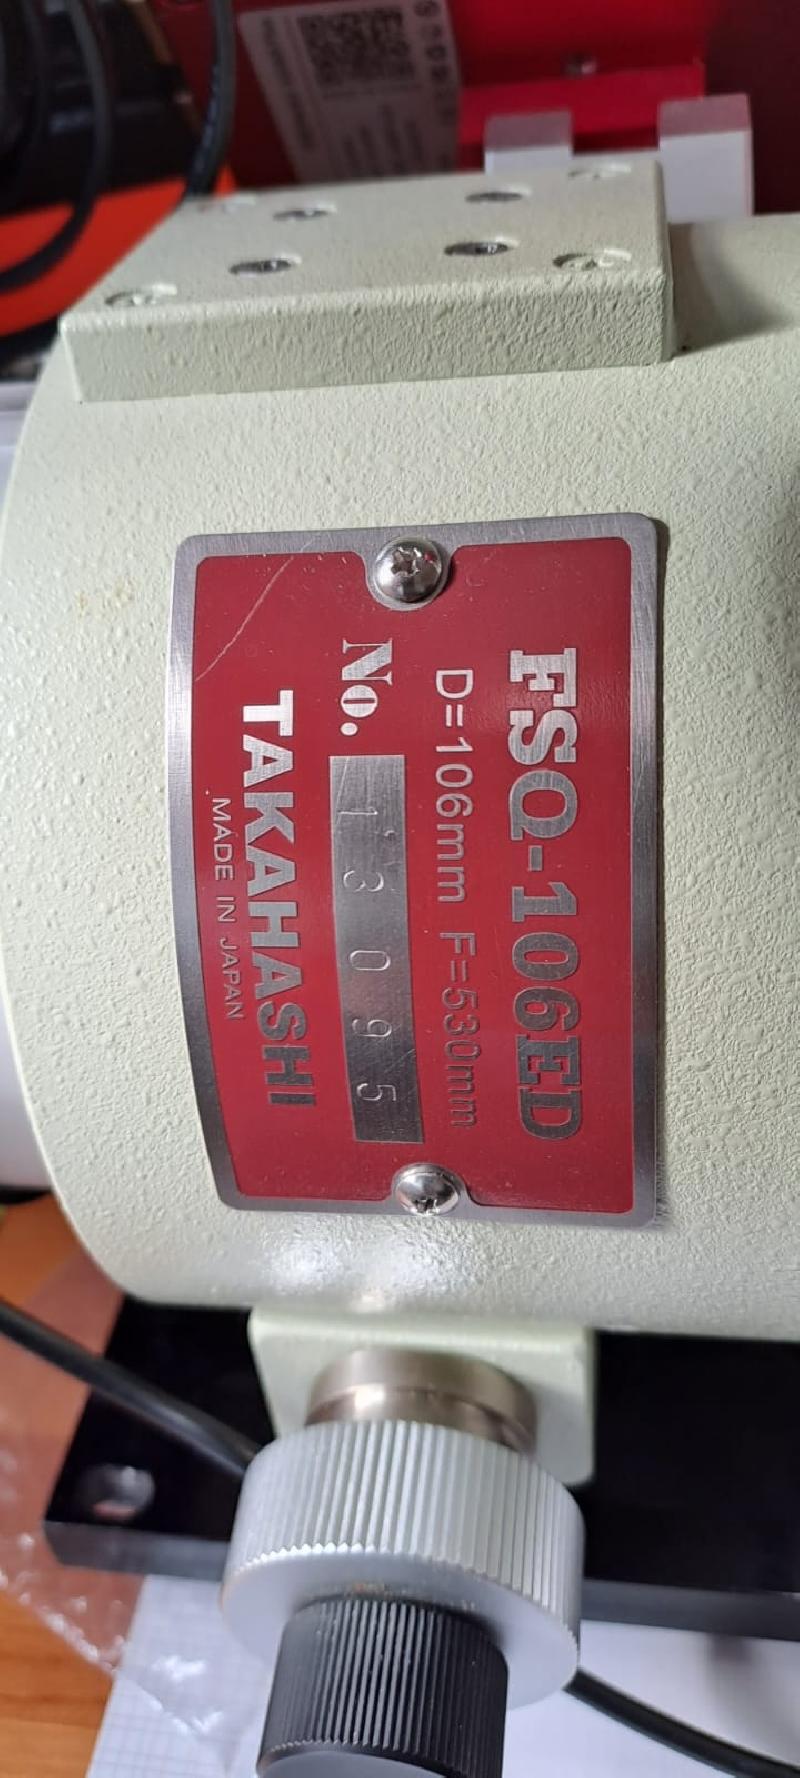 FSQ-106ED
D=106mm F=530mm
No. 13095
TAKAHASHI
MADE IN JAPAN